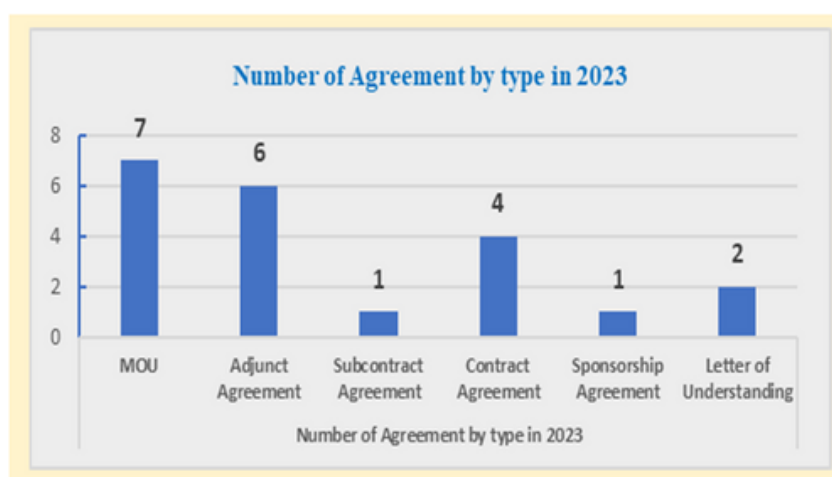 Number of Agreement by type in 2023
8
6
4
2
0
7
6
1
4
1
2
MOU
Adjunct
Agreement
Subcontract
Agreement
Contract
Agreement
Sponsorship
Agreement
Letter of
Understanding
Number of Agreement by type in 2023